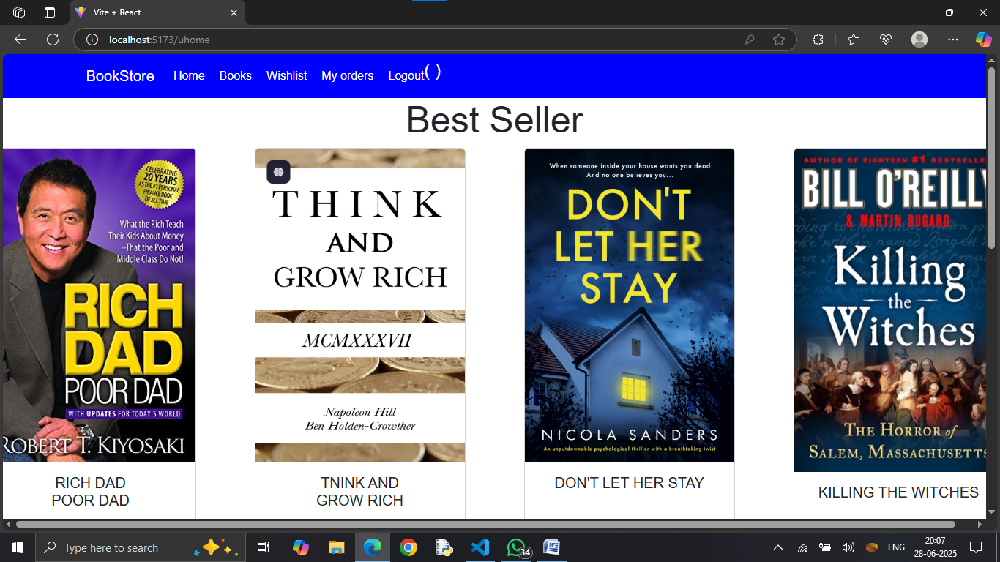 Vite + React
localhost:5173/uhome
BookStore Home Books Wishlist My orders Logout( )
Best Seller
CELEBRATING
20 YEARS
AS THE #1 PERSONAL
FINANCE BOOK
OF ALL TIME
What the Rich Teach
Their Kids About Money
–That the Poor and
Middle Class Do Not!
RICH
DAD
POOR DAD
WITH UPDATES FOR TODAY'S WORLD
ROBERT T. KIYOSAKI
RICH DAD
POOR DAD
THINK
AND
GROW RICH
MCMXXXVII
Napoleon Hill
Ben Holden-Crowther
TNINK AND
GROW RICH
When someone inside your house wants you dead
And no one believes you...
DON'T
LET HER
STAY
NICOLA SANDERS
An unputdownable psychological thriller with a breathtaking twist
DON'T LET HER STAY
AUTHOR OF EIGHTEEN #1 BESTSELLE
BILL O'REILLY
& MARTIN DUGARD
Killing
the
Witches
THE HORROR of
SALEM, MASSACHUSETTS
KILLING THE WITCHES
Type here to search
34
ENG
20:07
28-06-2025